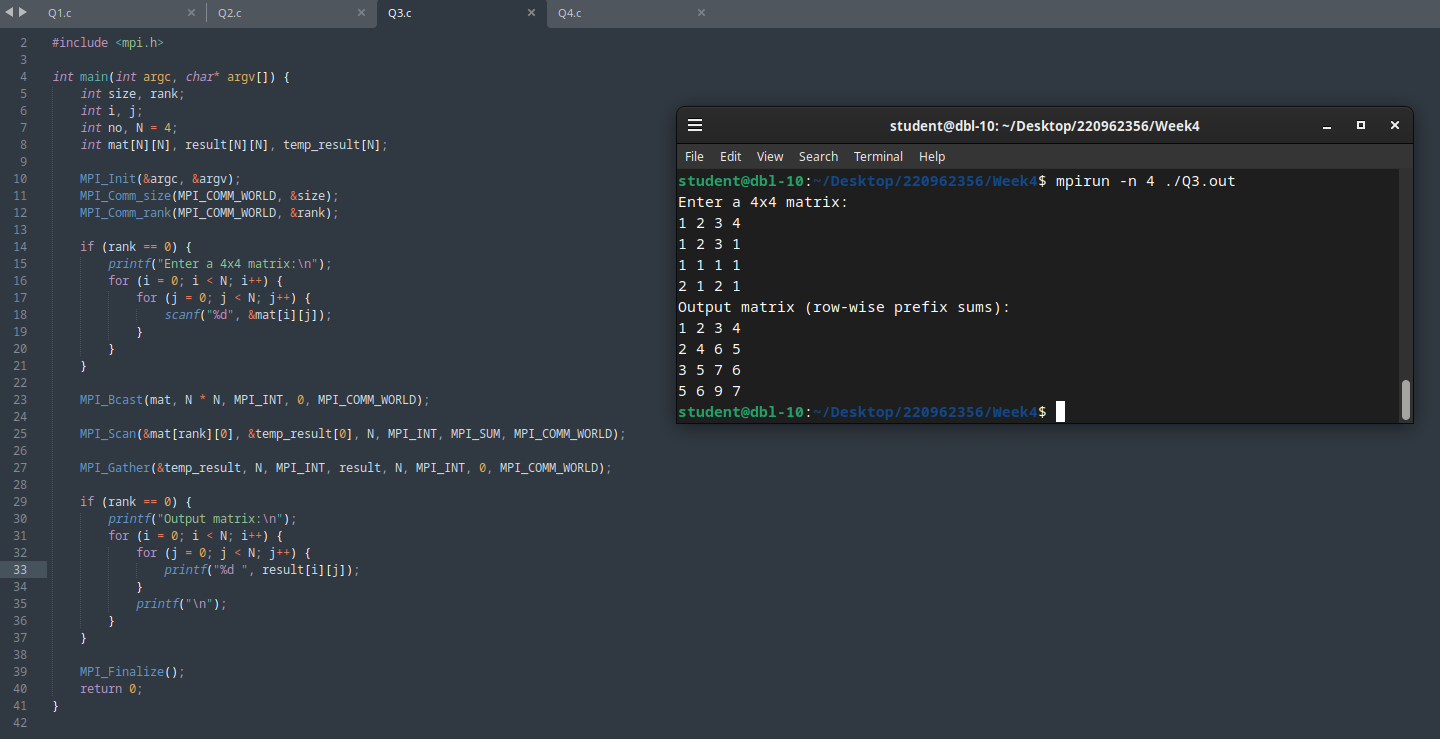 Q1.c × Q2.c × Q3.c × Q4.c ×
2 #include <mpi.h>
3
4 int main(int argc, char* argv[]) {
5     int size, rank;
6     int i, j;
7     int no, N = 4;
8     int mat[N][N], result[N][N], temp_result[N];
9
10     MPI_Init(&argc, &argv);
11     MPI_Comm_size(MPI_COMM_WORLD, &size);
12     MPI_Comm_rank(MPI_COMM_WORLD, &rank);
13
14     if (rank == 0) {
15         printf("Enter a 4x4 matrix:\n");
16         for (i = 0; i < N; i++) {
17             for (j = 0; j < N; j++) {
18                 scanf("%d", &mat[i][j]);
19             }
20         }
21     }
22
23     MPI_Bcast(mat, N * N, MPI_INT, 0, MPI_COMM_WORLD);
24
25     MPI_Scan(&mat[rank][0], &temp_result[0], N, MPI_INT, MPI_SUM, MPI_COMM_WORLD);
26
27     MPI_Gather(&temp_result, N, MPI_INT, result, N, MPI_INT, 0, MPI_COMM_WORLD);
28
29     if (rank == 0) {
30         printf("Output matrix:\n");
31         for (i = 0; i < N; i++) {
32             for (j = 0; j < N; j++) {
33                 printf("%d ", result[i][j]);
34             }
35             printf("\n");
36         }
37     }
38
39     MPI_Finalize();
40     return 0;
41 }
42
student@dbl-10: ~/Desktop/220962356/Week4
File Edit View Search Terminal Help
student@dbl-10:~/Desktop/220962356/Week4$ mpirun -n 4 ./Q3.out
Enter a 4x4 matrix:
1 2 3 4
1 2 3 1
1 1 1 1
2 1 2 1
Output matrix (row-wise prefix sums):
1 2 3 4
2 4 6 5
3 5 7 6
5 6 9 7
student@dbl-10:~/Desktop/220962356/Week4$